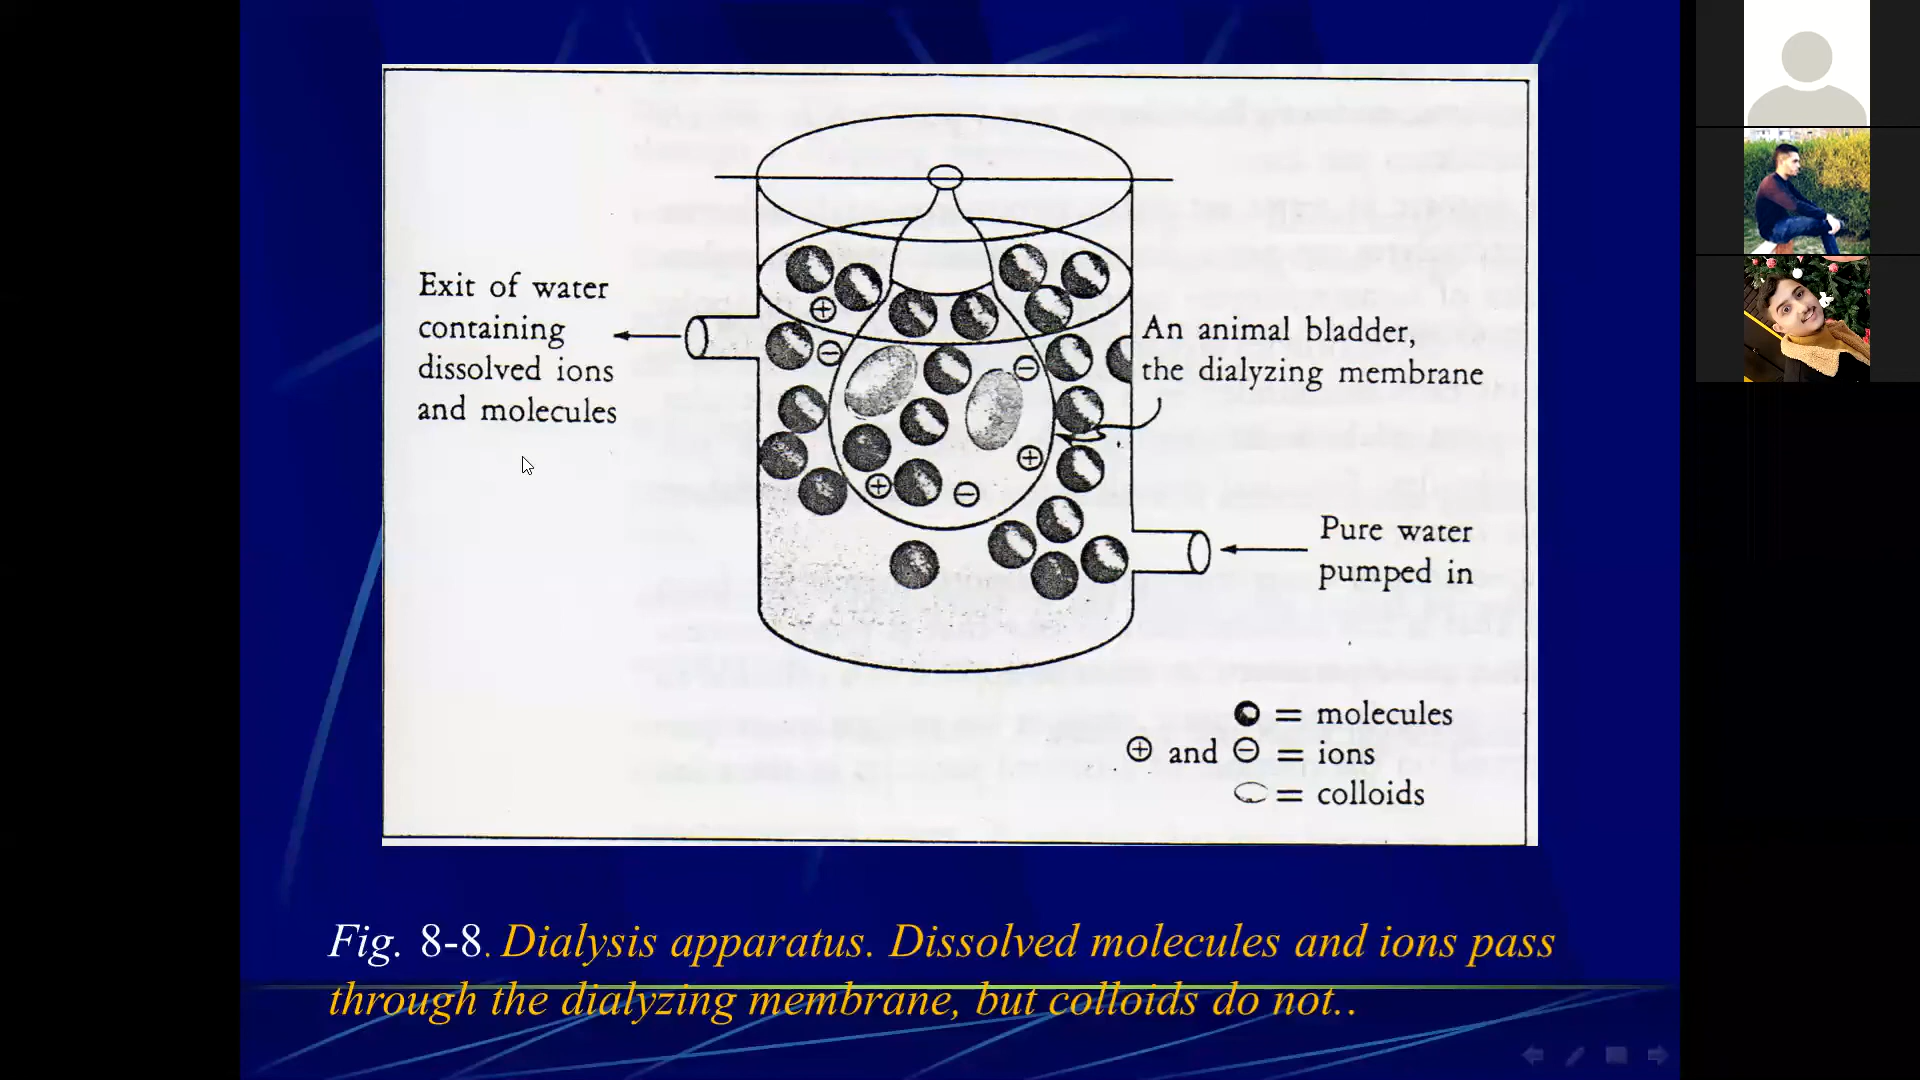 Exit of water
containing
dissolved ions
and molecules
An animal bladder,
the dialyzing membrane
Pure water
pumped in
= molecules
⊕ and ⊖ = ions
= colloids
Fig. 8-8. Dialysis apparatus. Dissolved molecules and ions pass
through the dialyzing membrane, but colloids do not..